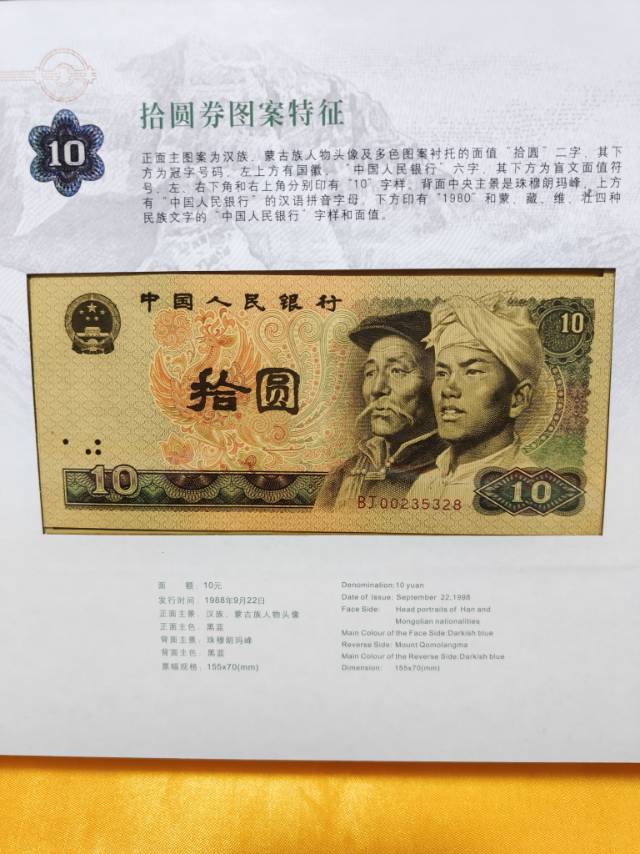 拾圆券图案特征
10
正面主图案为汉族、蒙古族人物头像及多色图案衬托的面值“拾圆”二字，其下
方为冠字号码。左上方有国徽、“中国人民银行”六字，其下方为盲文面值符
号，左、右下角和右上角分别印有“10”字样。背面中央主景是珠穆朗玛峰，上方
有“中国人民银行”的汉语拼音字母，下方印有“1980”和蒙、藏、维、壮四种
民族文字的“中国人民银行”字样和面值。
中国人民银行
10
拾圆
10
BJ00235328
10
面 额：10元
发行时间：1988年9月22日
正面主景：汉族、蒙古族人物头像
正面主色：黑蓝
背面主景：珠穆朗玛峰
背面主色：黑蓝
票幅规格：155x70(mm)
Denomination:10 yuan
Date of Issue: September 22,1998
Face Side: Head portraits of Han and
Mongolian nationalities
Main Colour of the Face Side:Darkish blue
Reverse Side: Mount Qomolangma
Main Colour of the Reverse Side:Darkish blue
Dimension: 155x70(mm)